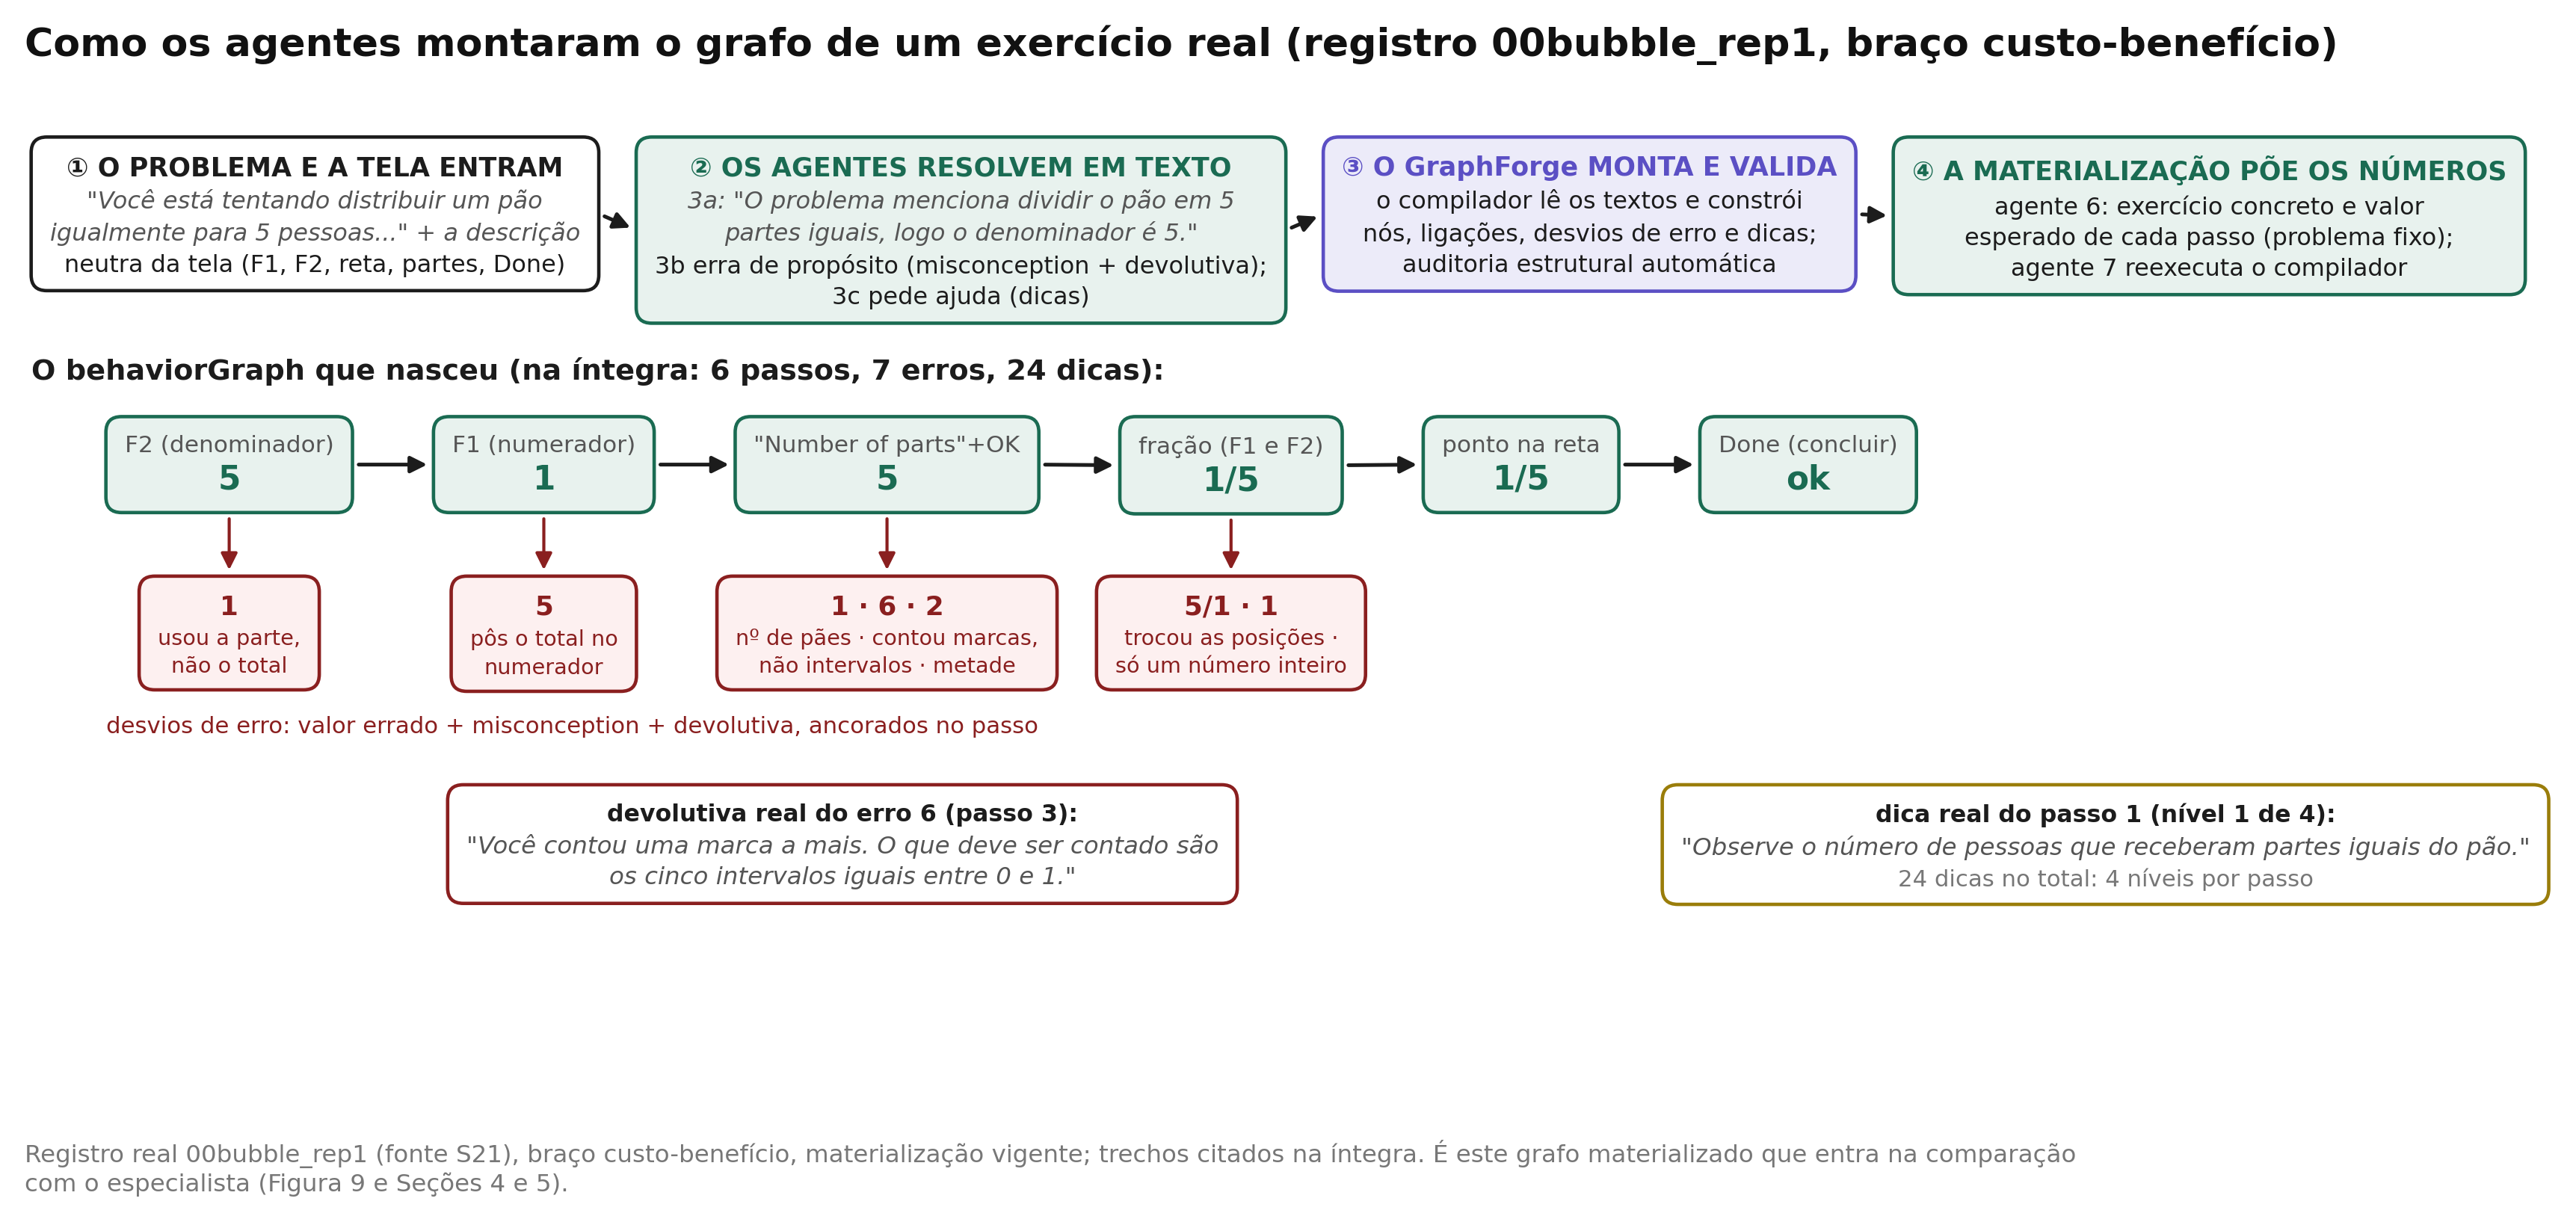 Como os agentes montaram o grafo de um exercício real (registro 00bubble_rep1, braço custo-benefício)
① O PROBLEMA E A TELA ENTRAM
"Você está tentando distribuir um pão
igualmente para 5 pessoas..." + a descrição
neutra da tela (F1, F2, reta, partes, Done)
② OS AGENTES RESOLVEM EM TEXTO
3a: "O problema menciona dividir o pão em 5
partes iguais, logo o denominador é 5."
3b erra de propósito (misconception + devolutiva);
3c pede ajuda (dicas)
③ O GraphForge MONTA E VALIDA
o compilador lê os textos e constrói
nós, ligações, desvios de erro e dicas;
auditoria estrutural automática
④ A MATERIALIZAÇÃO PÕE OS NÚMEROS
agente 6: exercício concreto e valor
esperado de cada passo (problema fixo);
agente 7 reexecuta o compilador
O behaviorGraph que nasceu (na íntegra: 6 passos, 7 erros, 24 dicas):
F2 (denominador)
5
F1 (numerador)
1
"Number of parts"+OK
5
fração (F1 e F2)
1/5
ponto na reta
1/5
Done (concluir)
ok
1
usou a parte,
não o total
5
pôs o total no
numerador
1 · 6 · 2
nº de pães · contou marcas,
não intervalos · metade
5/1 · 1
trocou as posições ·
só um número inteiro
desvios de erro: valor errado + misconception + devolutiva, ancorados no passo
devolutiva real do erro 6 (passo 3):
"Você contou uma marca a mais. O que deve ser contado são
os cinco intervalos iguais entre 0 e 1."
dica real do passo 1 (nível 1 de 4):
"Observe o número de pessoas que receberam partes iguais do pão."
24 dicas no total: 4 níveis por passo
Registro real 00bubble_rep1 (fonte S21), braço custo-benefício, materialização vigente; trechos citados na íntegra. É este grafo materializado que entra na comparação
com o especialista (Figura 9 e Seções 4 e 5).